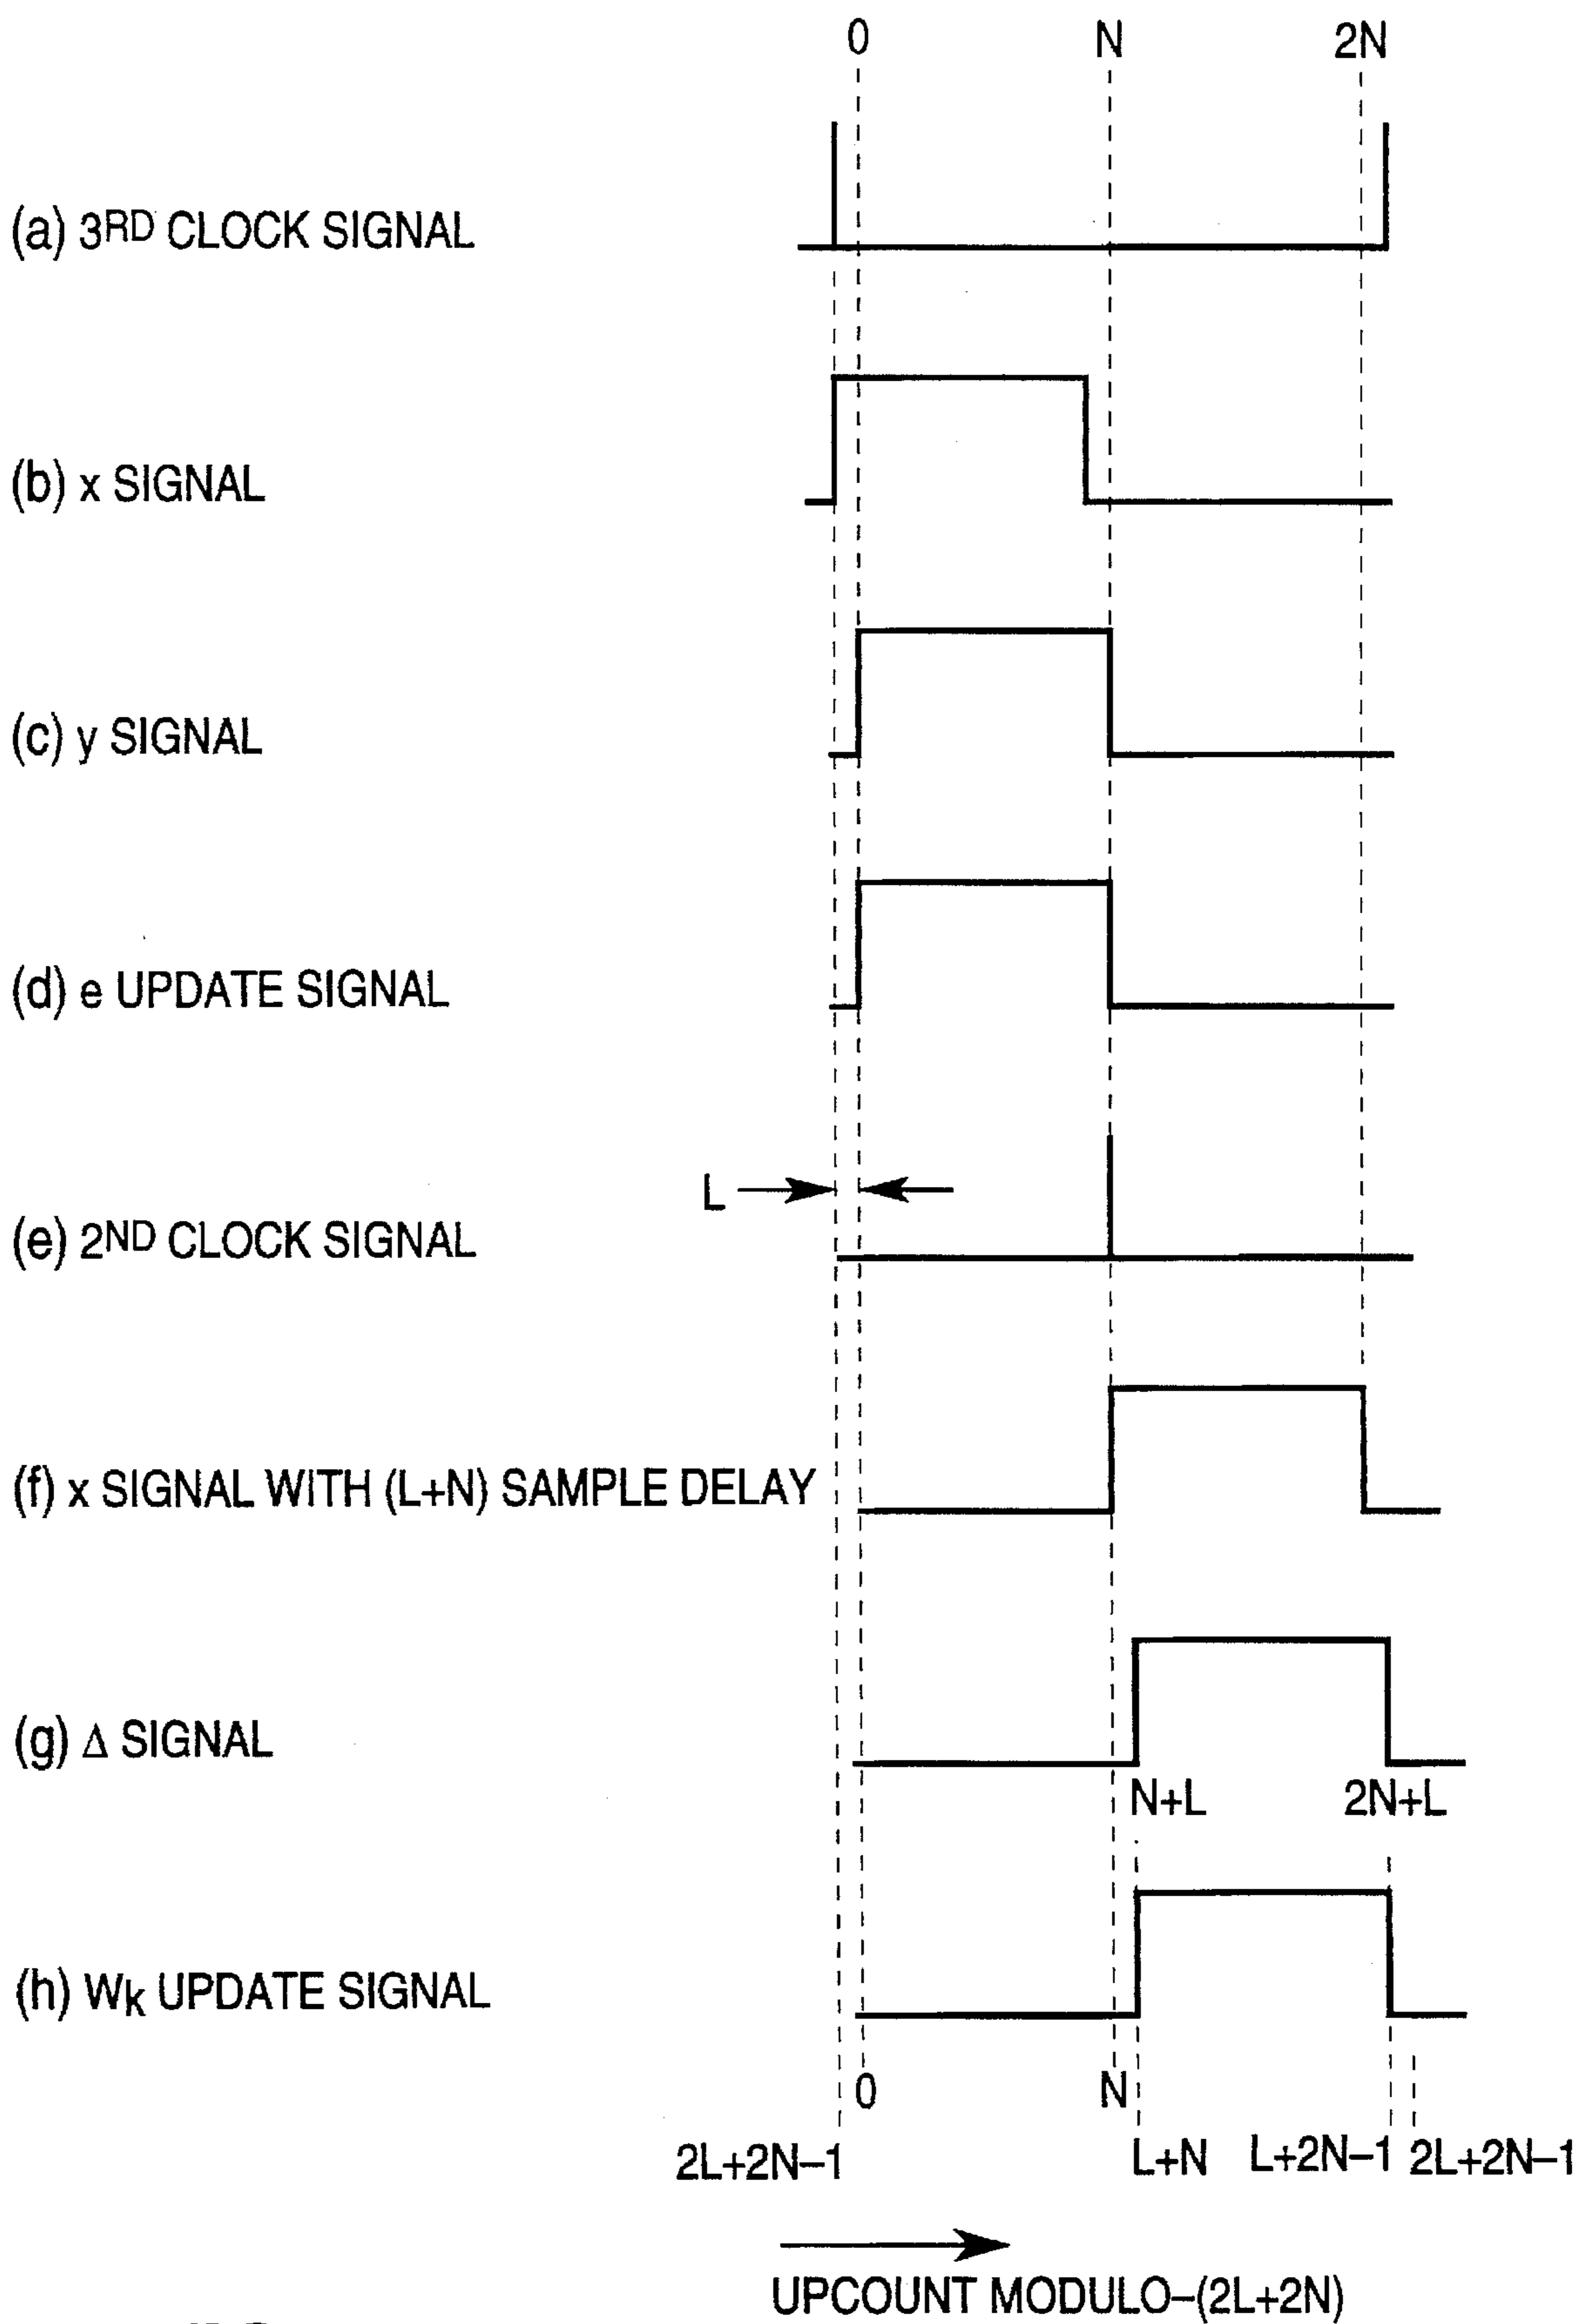 0 N 2N
(a) 3RD CLOCK SIGNAL
(b) x SIGNAL
(c) y SIGNAL
(d) e UPDATE SIGNAL
L
(e) 2ND CLOCK SIGNAL
(f) x SIGNAL WITH (L+N) SAMPLE DELAY
(g) Δ SIGNAL
N+L 2N+L
(h) Wk UPDATE SIGNAL
0 N
2L+2N–1 L+N L+2N–1 2L+2N–1
UPCOUNT MODULO–(2L+2N)